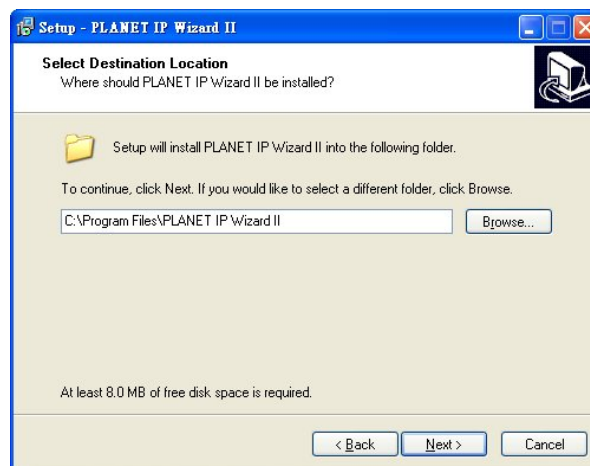 Setup - PLANET IP Wizard II
Select Destination Location
Where should PLANET IP Wizard II be installed?
Setup will install PLANET IP Wizard II into the following folder.
To continue, click Next. If you would like to select a different folder, click Browse.
C:\Program Files\PLANET IP Wizard II
Browse...
At least 8.0 MB of free disk space is required.
< Back
Next >
Cancel